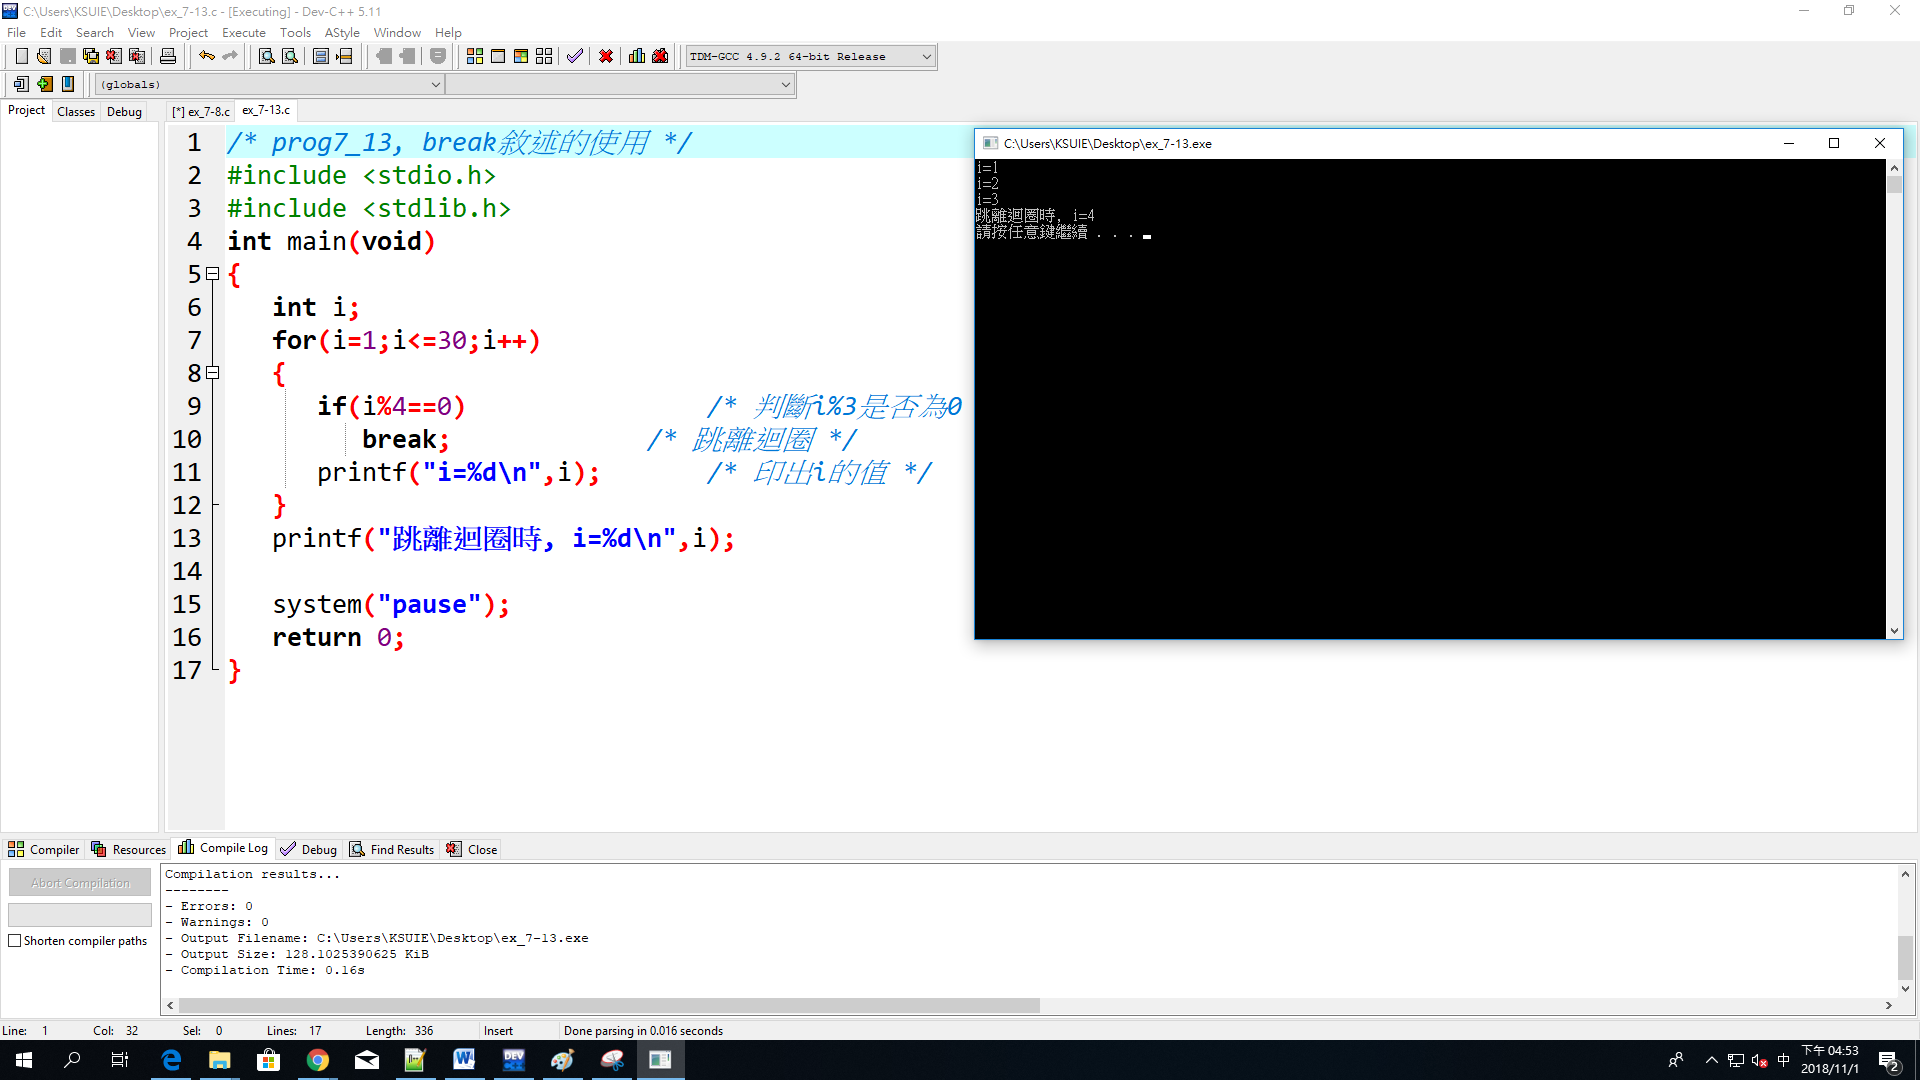 C:\Users\KSUIE\Desktop\ex_7-13.c - [Executing] - Dev-C++ 5.11
File Edit Search View Project Execute Tools AStyle Window Help
TDM-GCC 4.9.2 64-bit Release
(globals)
Project Classes Debug
[*] ex_7-8.c ex_7-13.c
1 /* prog7_13, break敘述的使用 */
2 #include <stdio.h>
3 #include <stdlib.h>
4 int main(void)
5 {
6 int i;
7 for(i=1;i<=30;i++)
8 {
9 if(i%4==0) /* 判斷i%3是否為0
10 break; /* 跳離迴圈 */
11 printf("i=%d\n",i); /* 印出i的值 */
12 }
13 printf("跳離迴圈時, i=%d\n",i);
14
15 system("pause");
16 return 0;
17 }
C:\Users\KSUIE\Desktop\ex_7-13.exe
i=1
i=2
i=3
跳離迴圈時, i=4
請按任意鍵繼續 . . .
Compiler Resources Compile Log Debug Find Results Close
Abort Compilation
Shorten compiler paths
Compilation results...
--------
- Errors: 0
- Warnings: 0
- Output Filename: C:\Users\KSUIE\Desktop\ex_7-13.exe
- Output Size: 128.1025390625 KiB
- Compilation Time: 0.16s
Line: 1 Col: 32 Sel: 0 Lines: 17 Length: 336 Insert Done parsing in 0.016 seconds
中
下午 04:53
2018/11/1
2